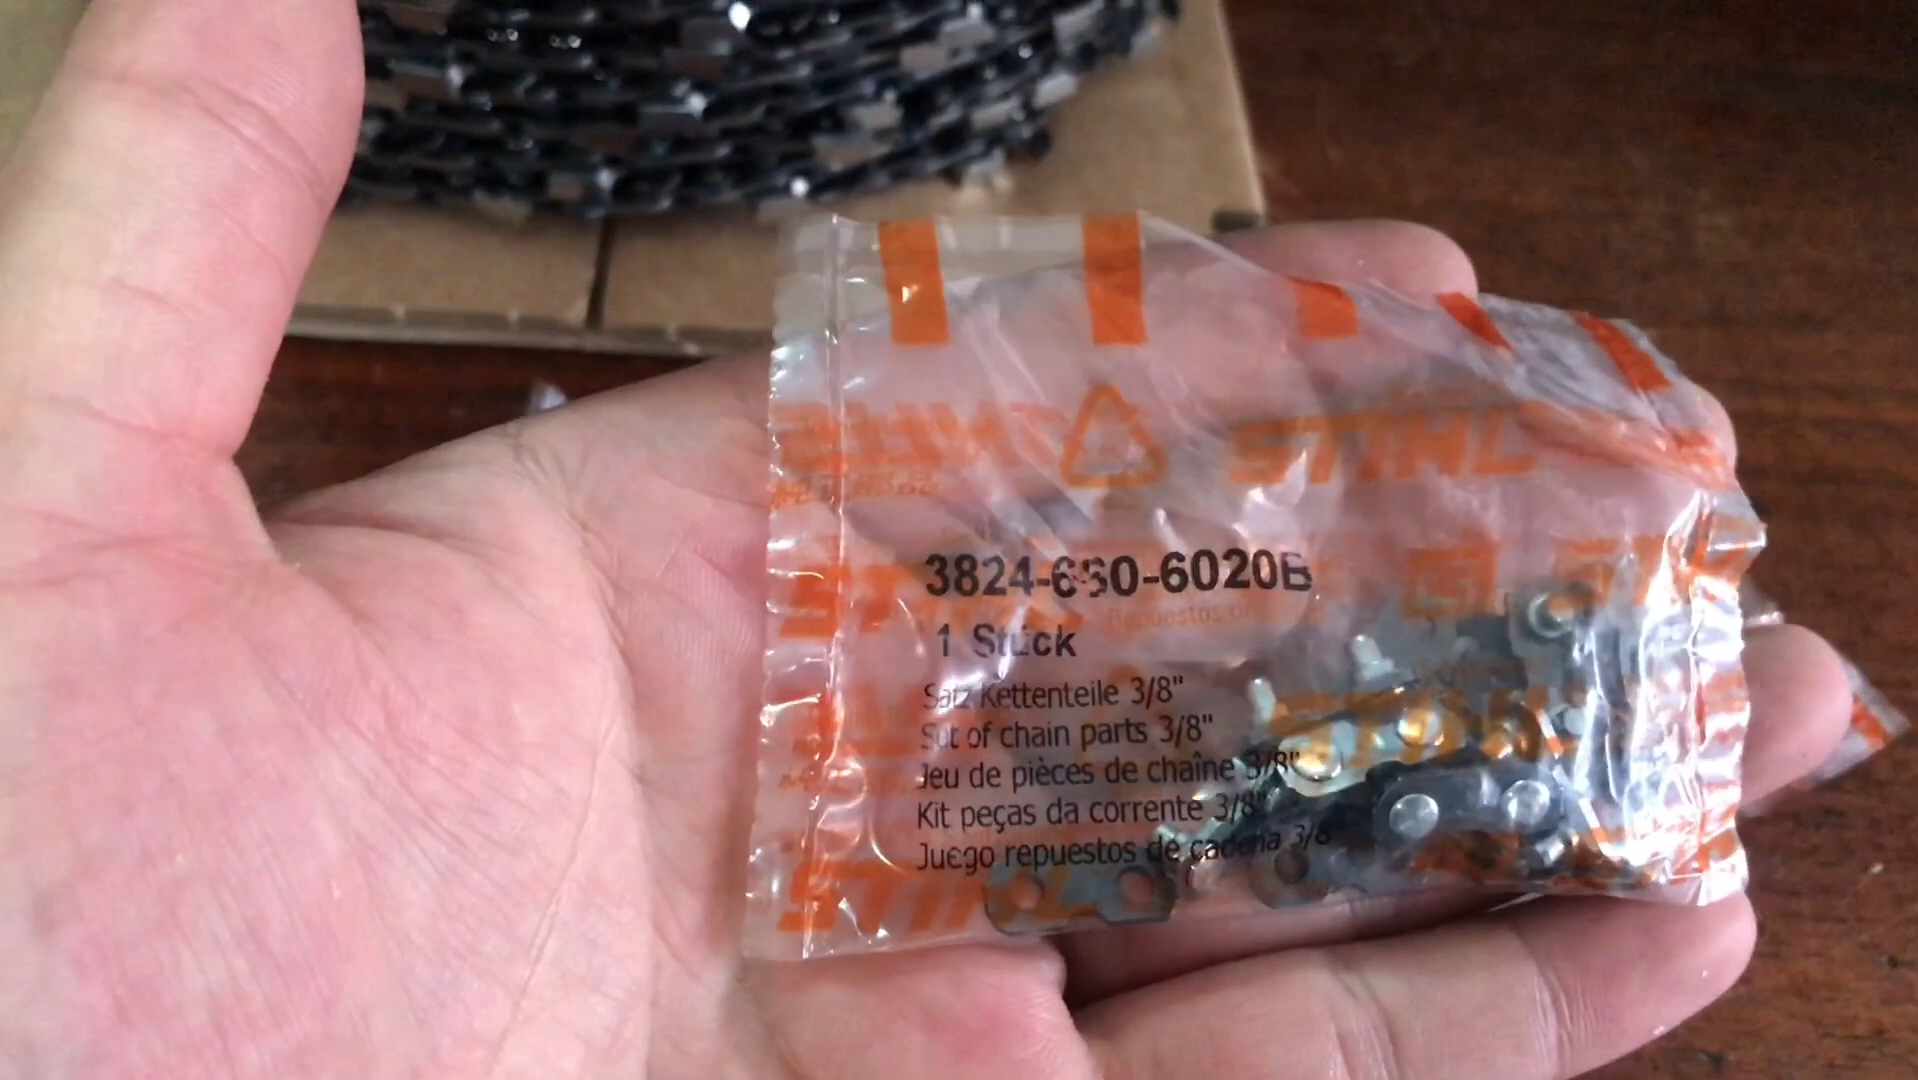 STIHL
3824-660-6020B
1 Stück
Satz Kettenteile 3/8"
Set of chain parts 3/8"
Jeu de pièces de chaîne 3/8"
Kit peças da corrente 3/8"
Juego repuestos de cadena 3/8
STIHL
STIHL